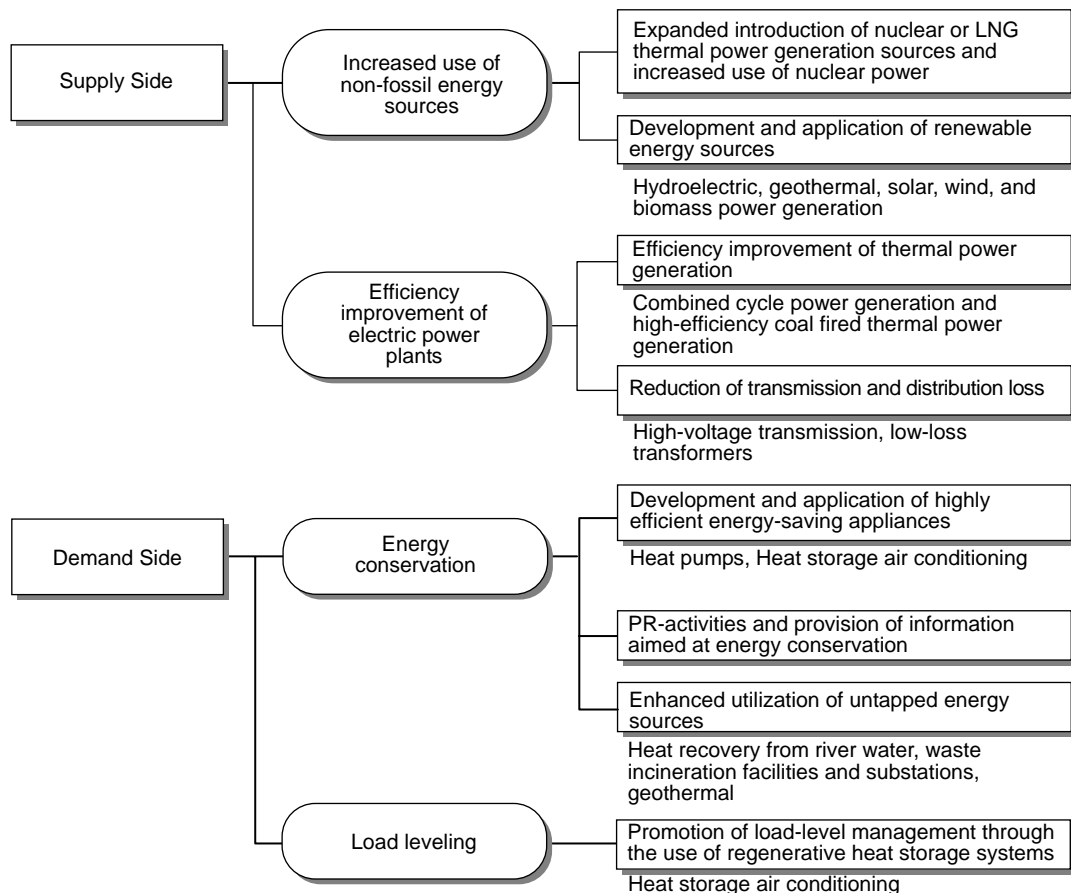 Supply Side
Increased use of
non-fossil energy
sources
Expanded introduction of nuclear or LNG
thermal power generation sources and
increased use of nuclear power
Development and application of renewable
energy sources
Hydroelectric, geothermal, solar, wind, and
biomass power generation
Efficiency
improvement of
electric power
plants
Efficiency improvement of thermal power
generation
Combined cycle power generation and
high-efficiency coal fired thermal power
generation
Reduction of transmission and distribution loss
High-voltage transmission, low-loss
transformers
Demand Side
Energy
conservation
Development and application of highly
efficient energy-saving appliances
Heat pumps, Heat storage air conditioning
PR-activities and provision of information
aimed at energy conservation
Enhanced utilization of untapped energy
sources
Heat recovery from river water, waste
incineration facilities and substations,
geothermal
Load leveling
Promotion of load-level management through
the use of regenerative heat storage systems
Heat storage air conditioning